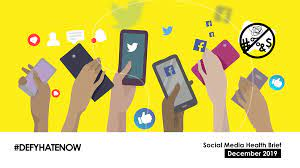 #DEFYHATENOW
Social Media Health Brief
December 2019